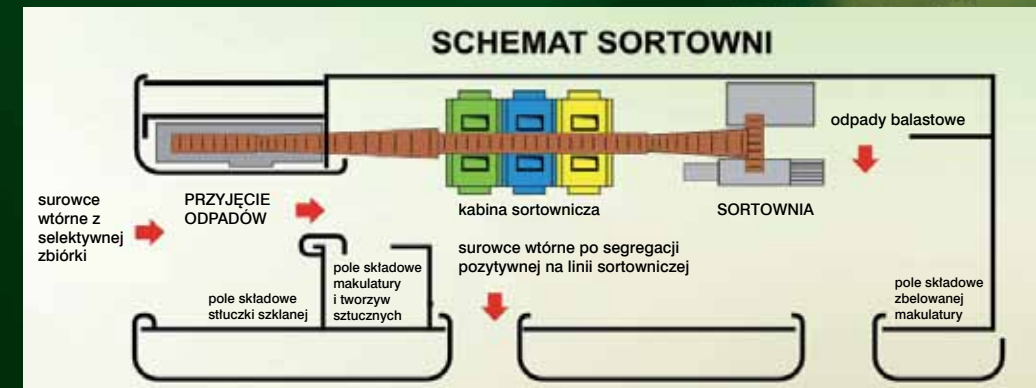 SCHEMAT SORTOWNI
odpady balastowe
surowce
wtórne z
selektywnej
zbiórki
PRZYJĘCIE
ODPADÓW
kabina sortownicza
SORTOWNIA
surowce wtórne po segregacji
pozytywnej na linii sortowniczej
pole składowe
stłuczki szklanej
pole składowe
makulatury
i tworzyw
sztucznych
pole składowe
zbelowanej
makulatury